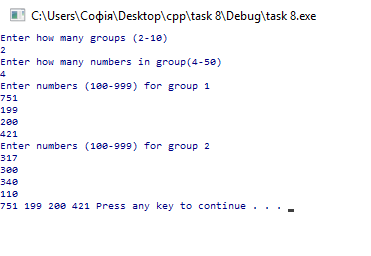 C:\Users\Софія\Desktop\cpp\task 8\Debug\task 8.exe
Enter how many groups (2-10)
2
Enter how many numbers in group(4-50)
4
Enter numbers (100-999) for group 1
751
199
200
421
Enter numbers (100-999) for group 2
317
300
340
110
751 199 200 421 Press any key to continue . . .